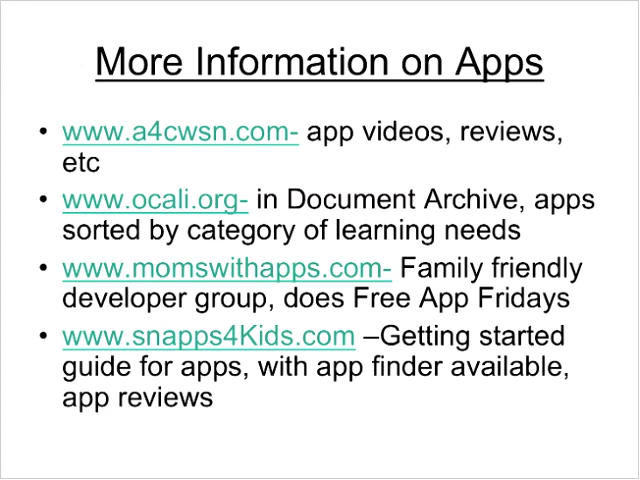 More Information on Apps
• www.a4cwsn.com- app videos, reviews,
etc
• www.ocali.org- in Document Archive, apps
sorted by category of learning needs
• www.momswithapps.com- Family friendly
developer group, does Free App Fridays
• www.snapps4Kids.com –Getting started
guide for apps, with app finder available,
app reviews